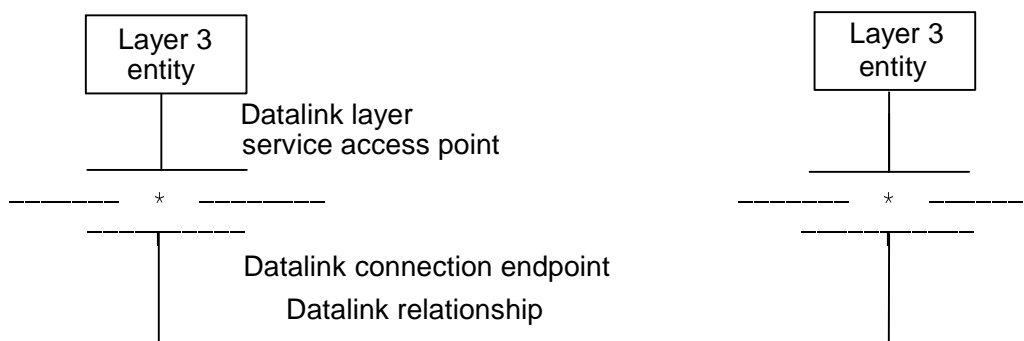 Layer 3
entity
Layer 3
entity
Datalink layer
service access point
*
*
Datalink connection endpoint
Datalink relationship